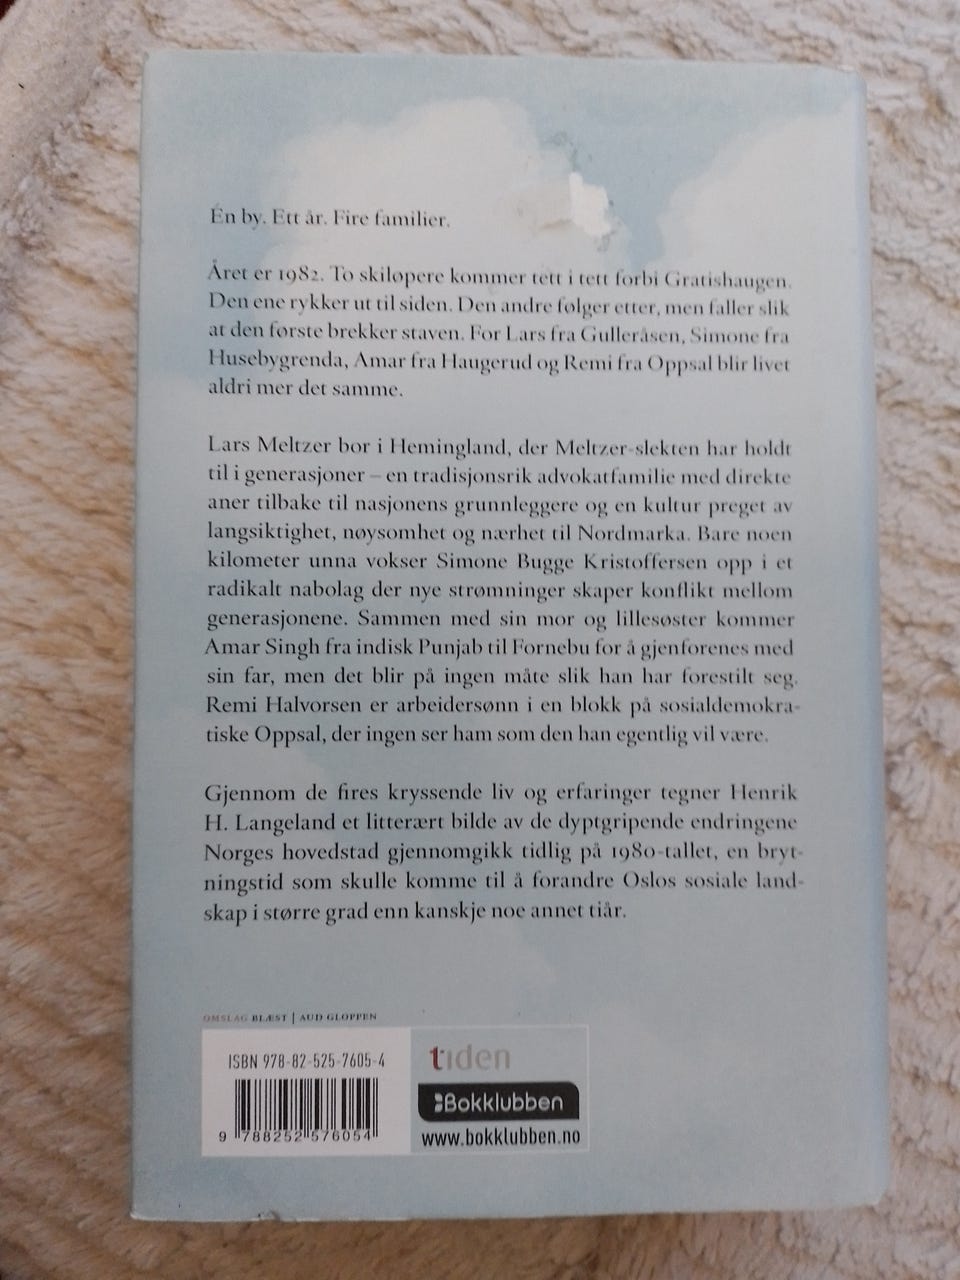 Én by. Ett år. Fire familier.
Året er 1982. To skiløpere kommer tett i tett forbi Gratishaugen.
Den ene rykker ut til siden. Den andre følger etter, men faller slik
at den første brekker staven. For Lars fra Gulleråsen, Simone fra
Husebygrenda, Amar fra Haugerud og Remi fra Oppsal blir livet
aldri mer det samme.
Lars Meltzer bor i Hemingland, der Meltzer-slekten har holdt
til i generasjoner – en tradisjonsrik advokatfamilie med direkte
aner tilbake til nasjonens grunnleggere og en kultur preget av
langsiktighet, nøysomhet og nærhet til Nordmarka. Bare noen
kilometer unna vokser Simone Bugge Kristoffersen opp i et
radikalt nabolag der nye strømninger skaper konflikt mellom
generasjonene. Sammen med sin mor og lillesøster kommer
Amar Singh fra indisk Punjab til Fornebu for å gjenforenes med
sin far, men det blir på ingen måte slik han har forestilt seg.
Remi Halvorsen er arbeidersønn i en blokk på sosialdemokra-
tiske Oppsal, der ingen ser ham som den han egentlig vil være.
Gjennom de fires kryssende liv og erfaringer tegner Henrik
H. Langeland et litterært bilde av de dyptgripende endringene
Norges hovedstad gjennomgikk tidlig på 1980-tallet, en bryt-
ningstid som skulle komme til å forandre Oslos sosiale land-
skap i større grad enn kanskje noe annet tiår.
OMSLAG BLÆST | AUD GLOPPEN
ISBN 978-82-525-7605-4
9 788252 576054
tiden
Bokklubben
www.bokklubben.no